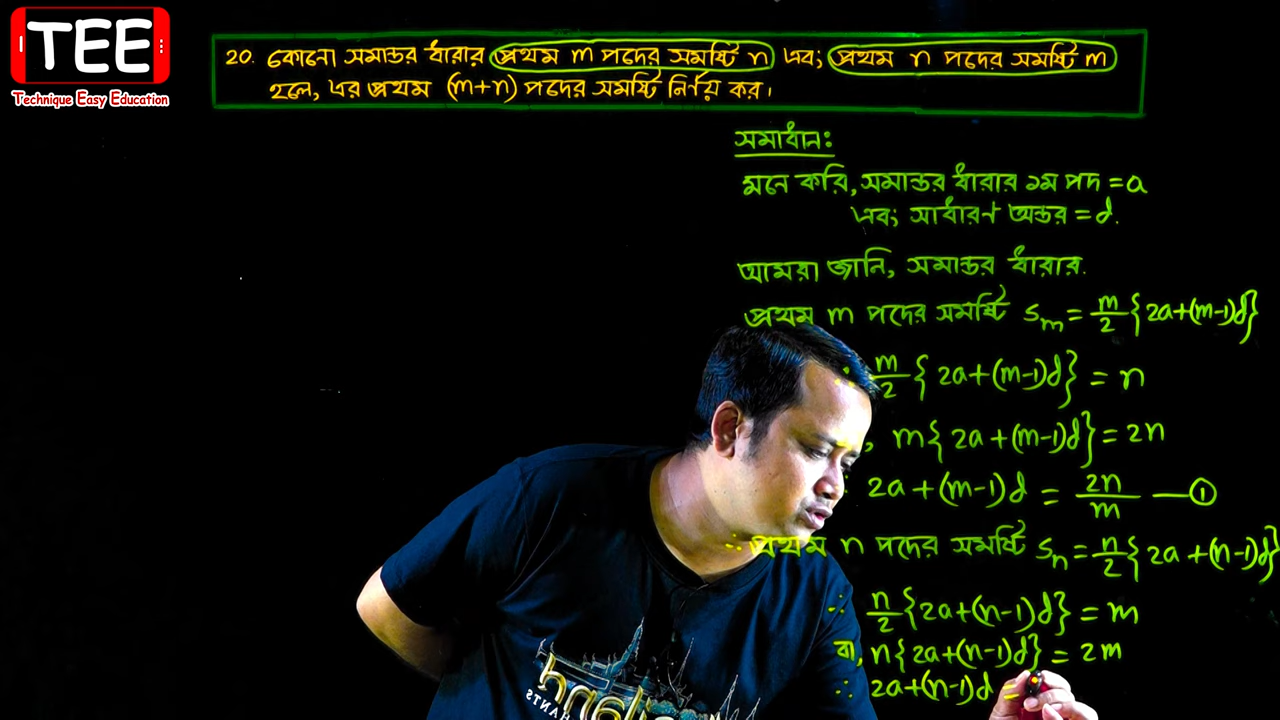 TEE
Technique Easy Education
20. কোনো সমান্তর ধারার প্রথম m পদের সমষ্টি n এবং প্রথম n পদের সমষ্টি m
হলে, এর প্রথম (m+n) পদের সমষ্টি নির্ণয় কর।
সমাধান:
মনে করি, সমান্তর ধারার ১ম পদ = a
এবং সাধারণ অন্তর = d.
আমরা জানি, সমান্তর ধারার.
প্রথম m পদের সমষ্টি Sₘ = m/2 {2a+(m-1)d}
∴ m/2 {2a+(m-1)d} = n
, m{2a+(m-1)d} = 2n
2a+(m-1)d = 2n/m —①
∴ প্রথম n পদের সমষ্টি Sₙ = n/2 {2a+(n-1)d}
∴ n/2 {2a+(n-1)d} = m
বা, n{2a+(n-1)d} = 2m
∴ 2a+(n-1)d =